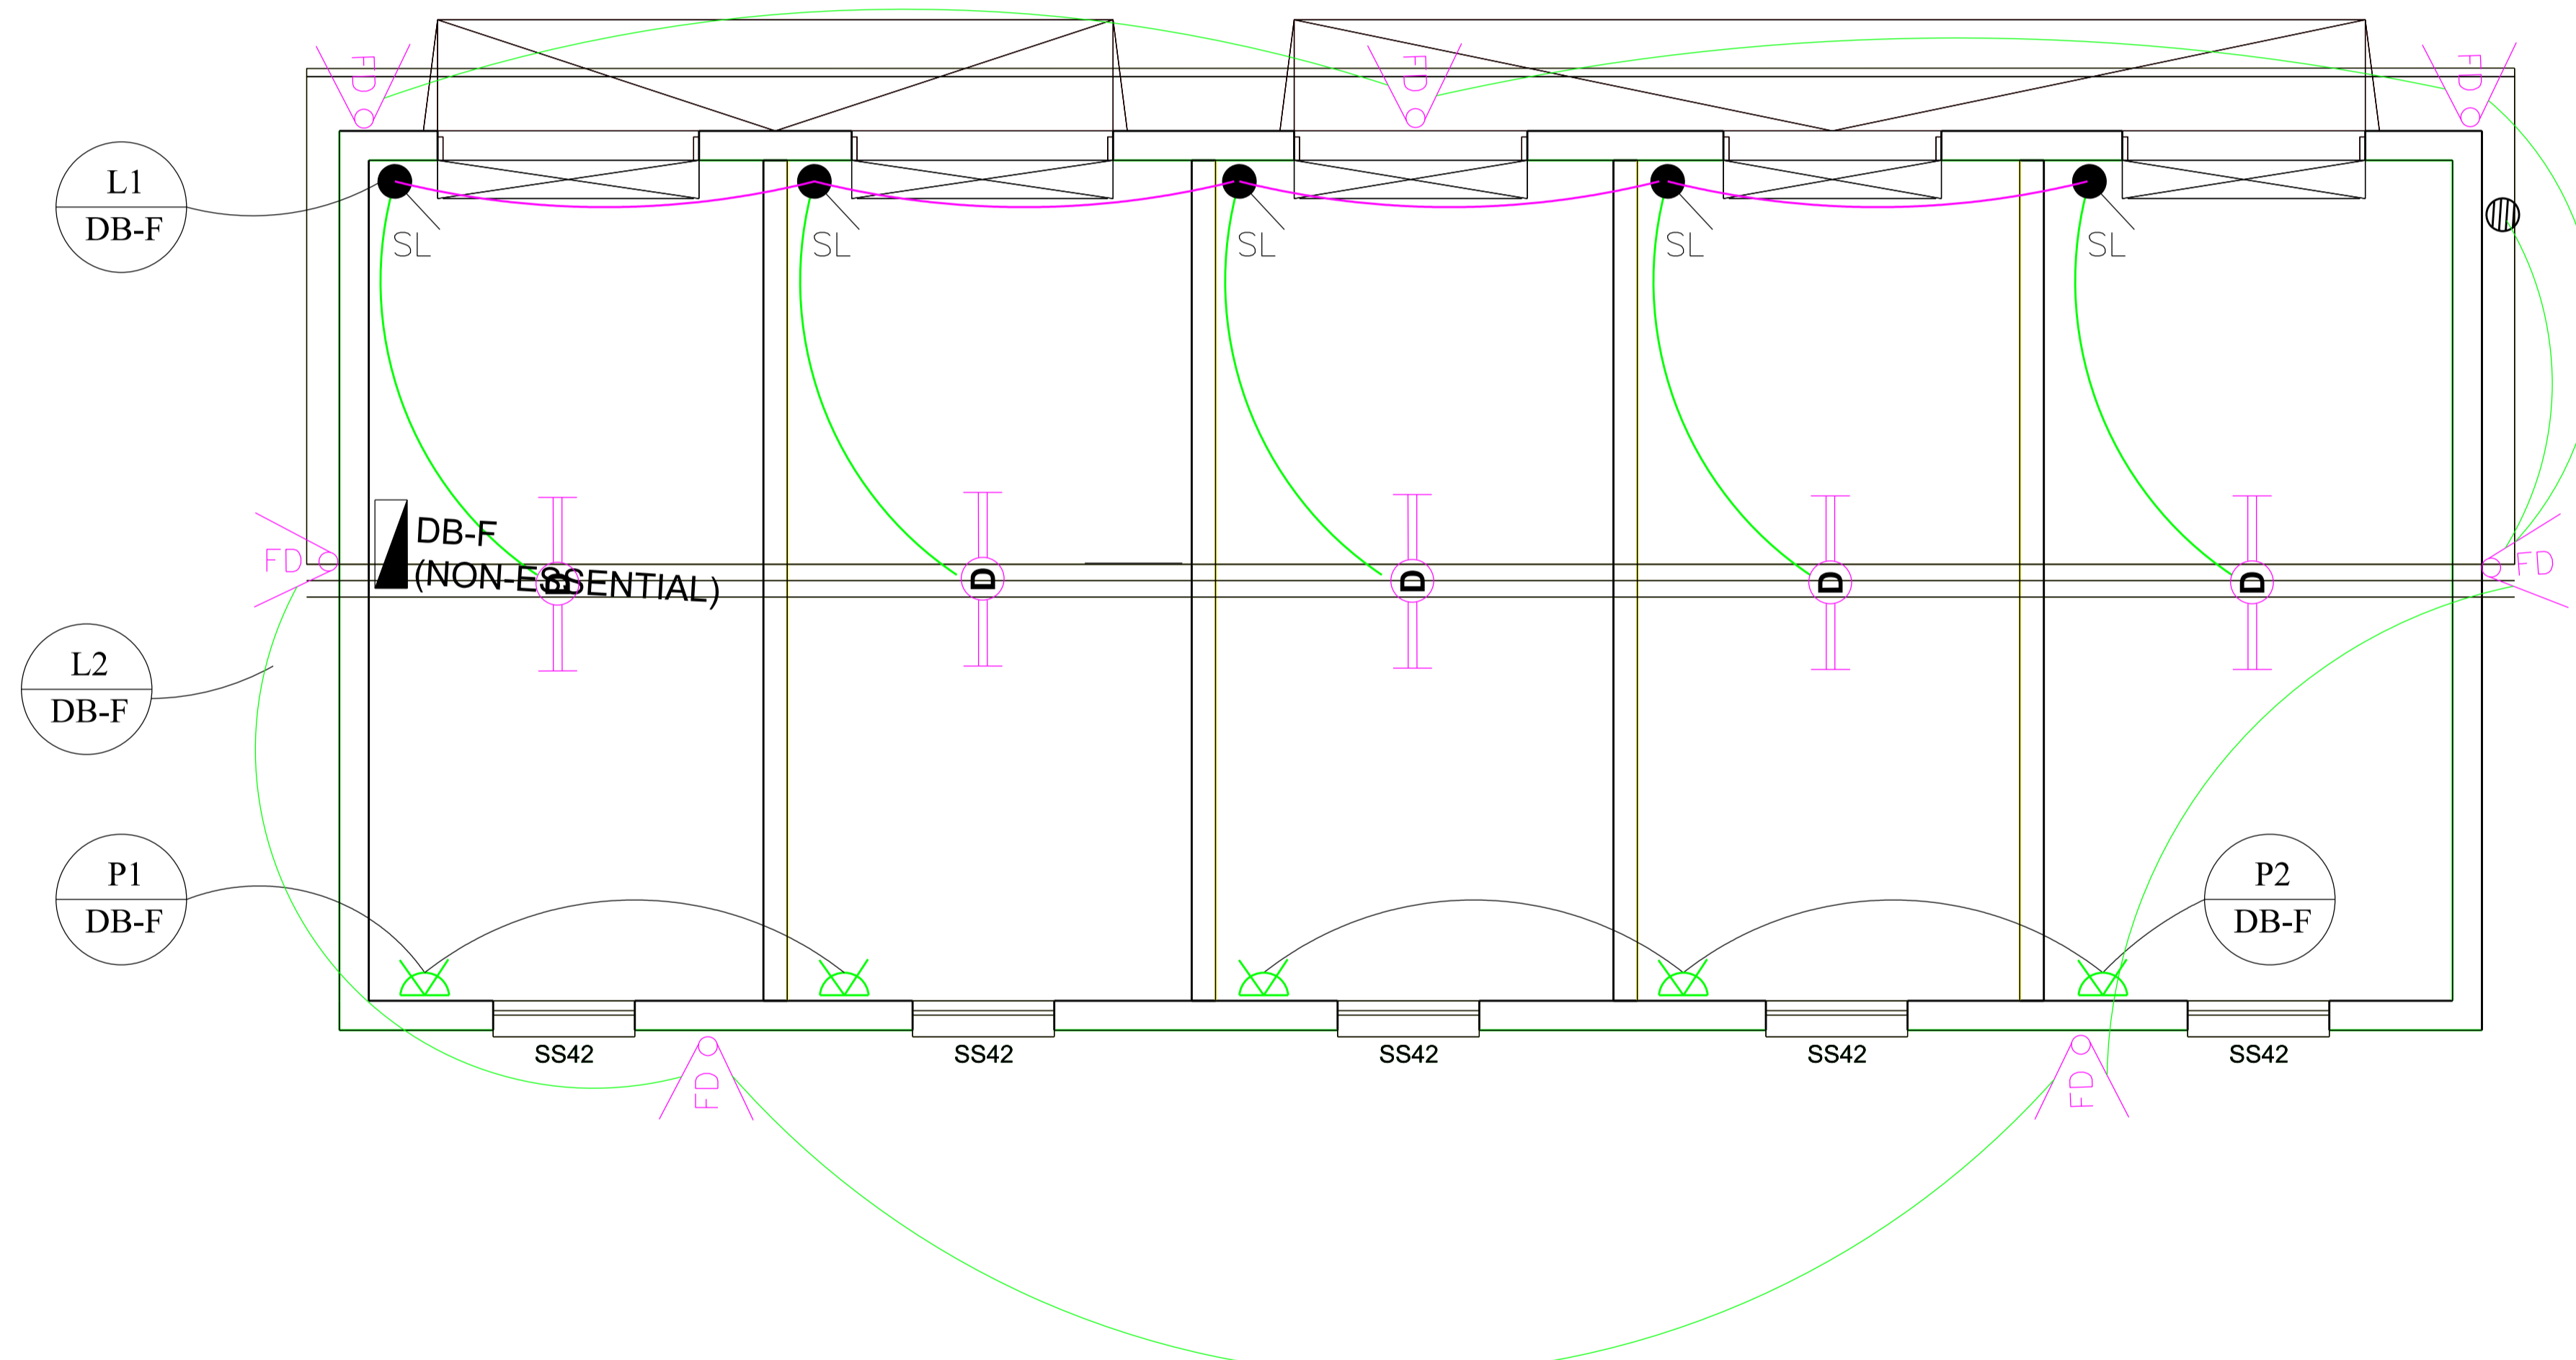 FD
FD
FD
L1
DB-F
SL
SL
SL
SL
SL
DB-F
(NON-ESSENTIAL)
FD
D
D
D
D
D
FD
L2
DB-F
P1
DB-F
P2
DB-F
SS42
SS42
SS42
SS42
SS42
FD
FD